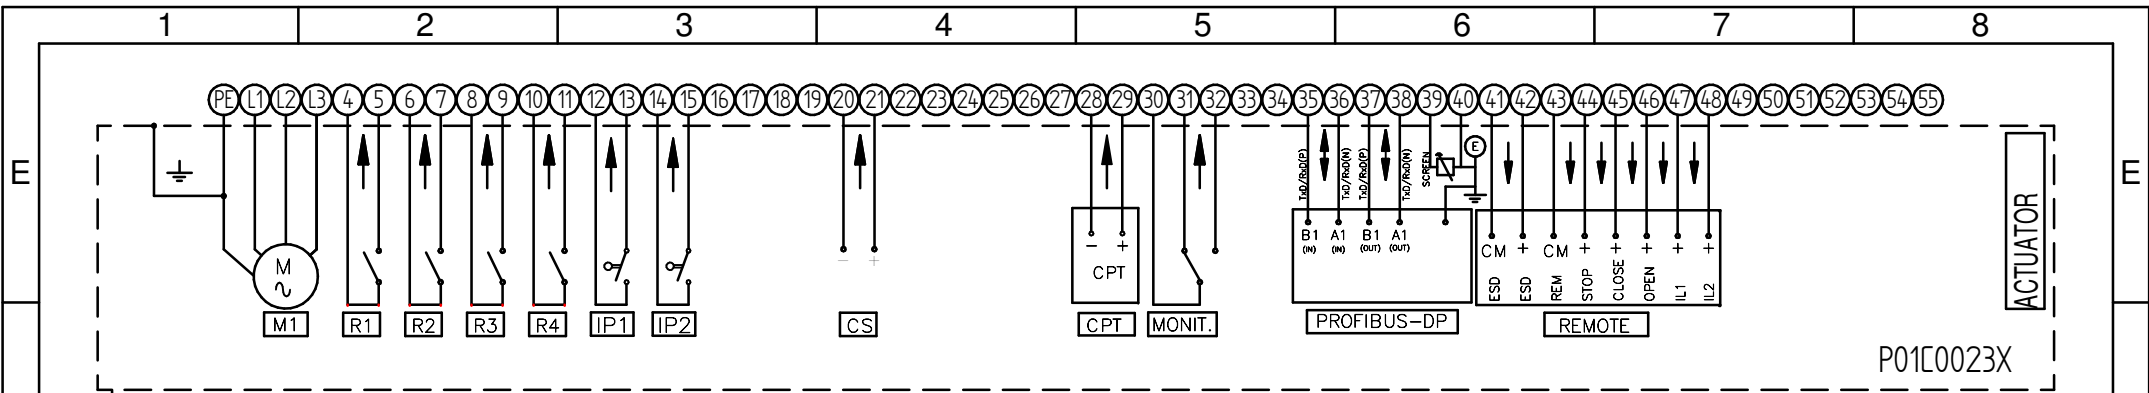 1 2 3 4 5 6 7 8
PE L1 L2 L3 4 5 6 7 8 9 10 11 12 13 14 15 16 17 18 19 20 21 22 23 24 25 26 27 28 29 30 31 32 33 34 35 36 37 38 39 40 41 42 43 44 45 46 47 48 49 50 51 52 53 54 55
E E
TxD/RxD(P) TxD/RxD(N) TxD/RxD(P) TxD/RxD(N) SCREEN E
ACTUATOR
B1 A1 B1 A1
(IN) (IN) (OUT) (OUT)
CM + CM + + + + +
ESD ESD REM STOP CLOSE OPEN IL1 IL2
- +
CPT
- +
M
M1 R1 R2 R3 R4 IP1 IP2 CS CPT MONIT. PROFIBUS-DP REMOTE
P01E0023X